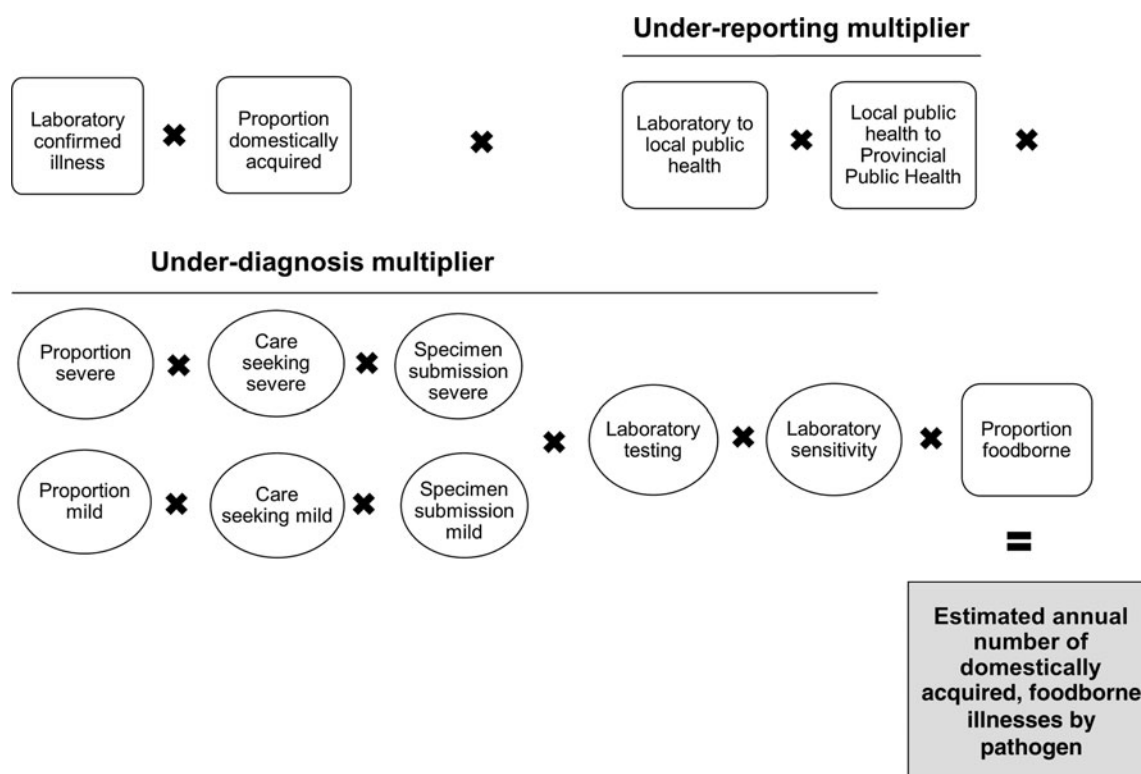 Under-reporting multiplier
Laboratory
confirmed
illness
✖
Proportion
domestically
acquired
✖
Laboratory to
local public
health
✖
Local public
health to
Provincial
Public Health
✖
Under-diagnosis multiplier
Proportion
severe
✖
Care
seeking
severe
✖
Specimen
submission
severe
Proportion
mild
✖
Care
seeking mild
✖
Specimen
submission
mild
✖
Laboratory
testing
✖
Laboratory
sensitivity
✖
Proportion
foodborne
=
Estimated annual
number of
domestically
acquired, foodborne
illnesses by
pathogen